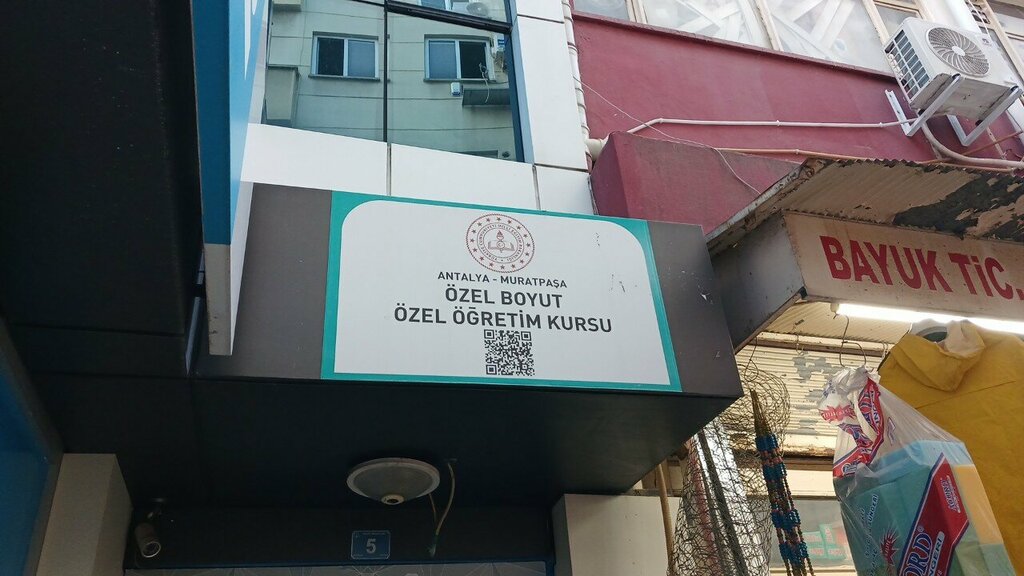 ANTALYA - MURATPAŞA
ÖZEL BOYUT
ÖZEL ÖĞRETİM KURSU
BAYUK TİC.
5